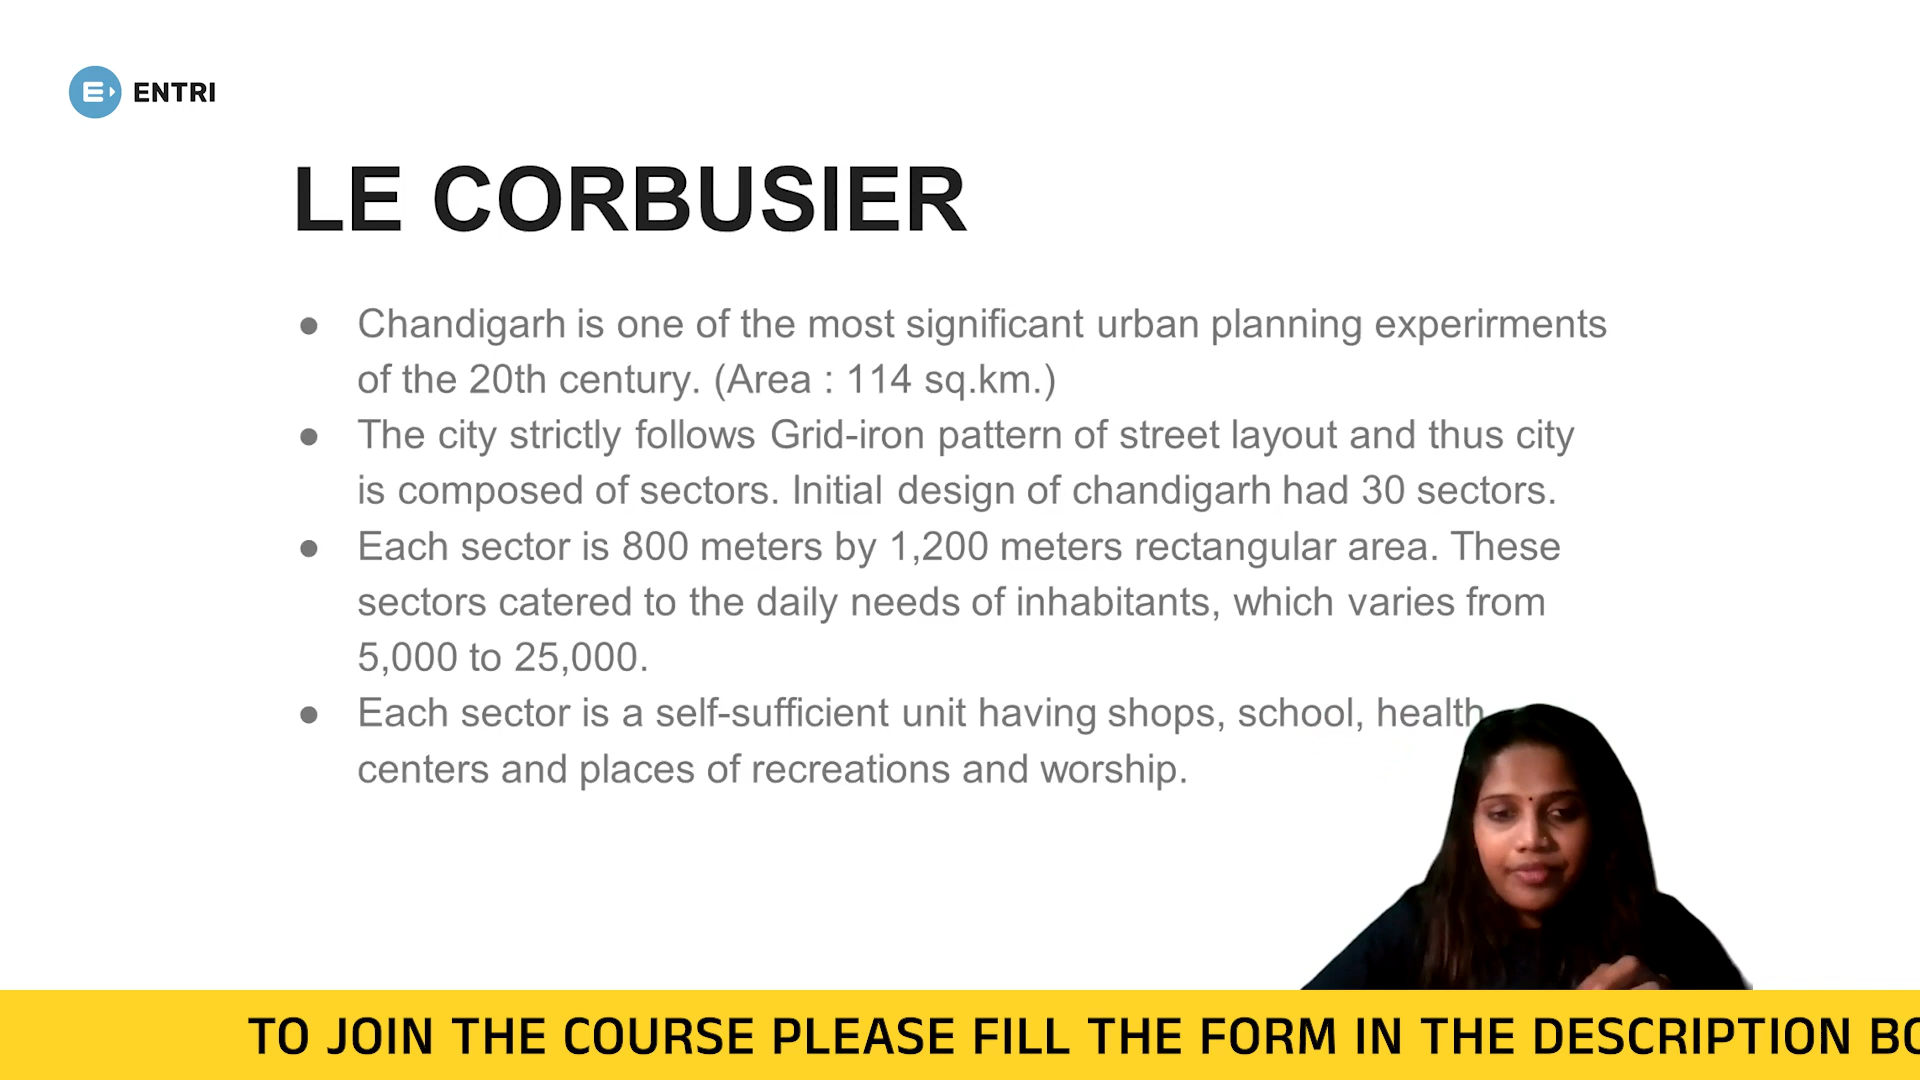 ENTRI
LE CORBUSIER
● Chandigarh is one of the most significant urban planning experirments
of the 20th century. (Area : 114 sq.km.)
● The city strictly follows Grid-iron pattern of street layout and thus city
is composed of sectors. Initial design of chandigarh had 30 sectors.
● Each sector is 800 meters by 1,200 meters rectangular area. These
sectors catered to the daily needs of inhabitants, which varies from
5,000 to 25,000.
● Each sector is a self-sufficient unit having shops, school, health
centers and places of recreations and worship.
TO JOIN THE COURSE PLEASE FILL THE FORM IN THE DESCRIPTION